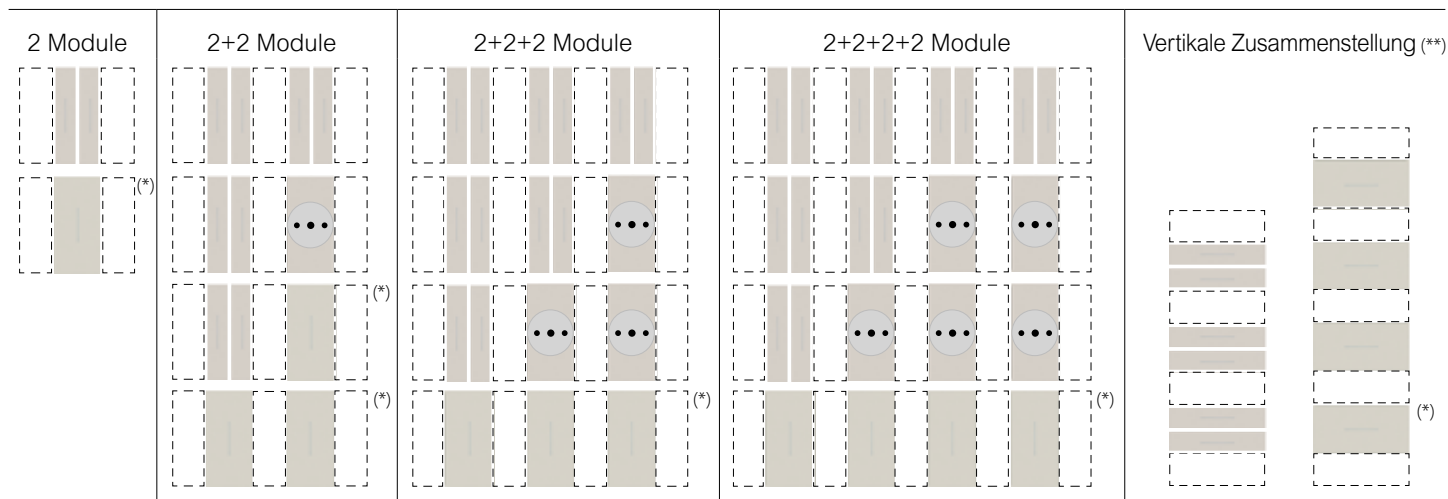 2 Module
2+2 Module
2+2+2 Module
2+2+2+2 Module
Vertikale Zusammenstellung (**)
(*)
(*)
(*)
(*)
(*)
(*)